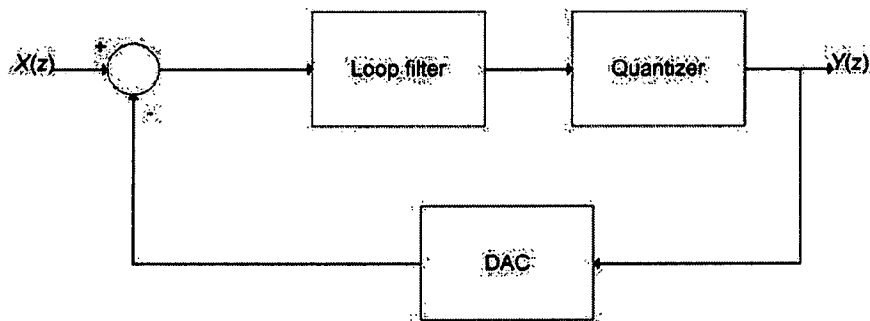 +
X(z)
Loop filter
Quantizer
Y(z)
-
DAC